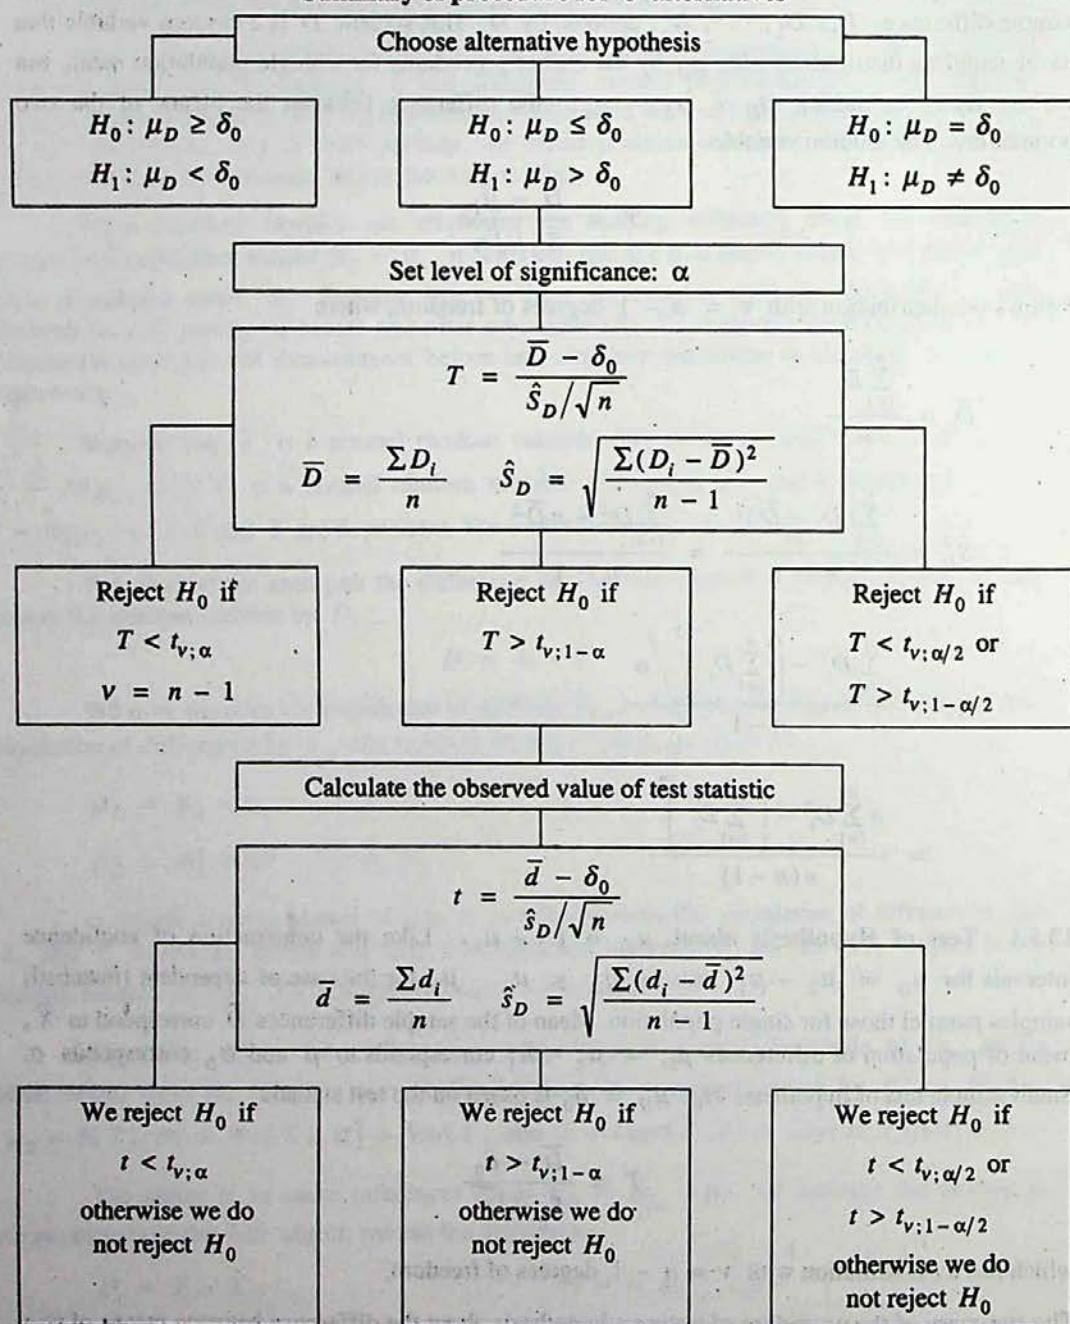 Choose alternative hypothesis
H₀: μ_D ≥ δ₀
H₁: μ_D < δ₀
H₀: μ_D ≤ δ₀
H₁: μ_D > δ₀
H₀: μ_D = δ₀
H₁: μ_D ≠ δ₀
Set level of significance: α
T = (D̄ − δ₀) / (Ŝ_D/√n)
D̄ = ΣD_i / n   Ŝ_D = √(Σ(D_i − D̄)² / (n − 1))
Reject H₀ if
T < t_{ν;α}
ν = n − 1
Reject H₀ if
T > t_{ν;1−α}
Reject H₀ if
T < t_{ν;α/2} or
T > t_{ν;1−α/2}
Calculate the observed value of test statistic
t = (d̄ − δ₀) / (ŝ_D/√n)
d̄ = Σd_i / n   ŝ_D = √(Σ(d_i − d̄)² / (n − 1))
We reject H₀ if
t < t_{ν;α}
otherwise we do
not reject H₀
We reject H₀ if
t > t_{ν;1−α}
otherwise we do
not reject H₀
We reject H₀ if
t < t_{ν;α/2} or
t > t_{ν;1−α/2}
otherwise we do
not reject H₀